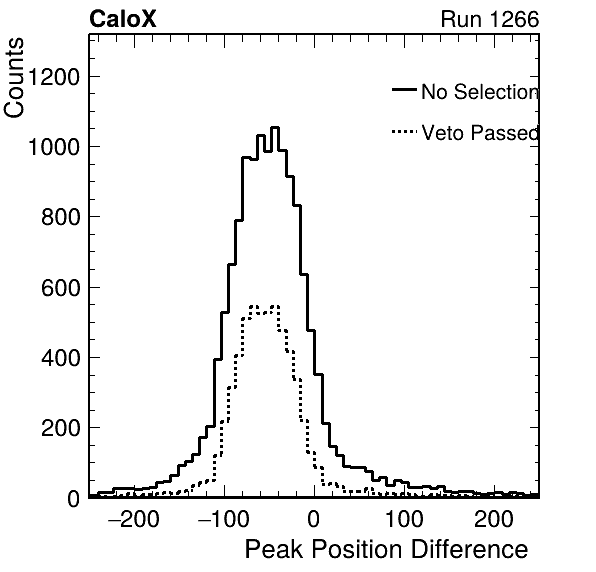 CaloX Run 1266
Counts
1200
1000
800
600
400
200
0
No Selection
Veto Passed
−200 −100 0 100 200
Peak Position Difference